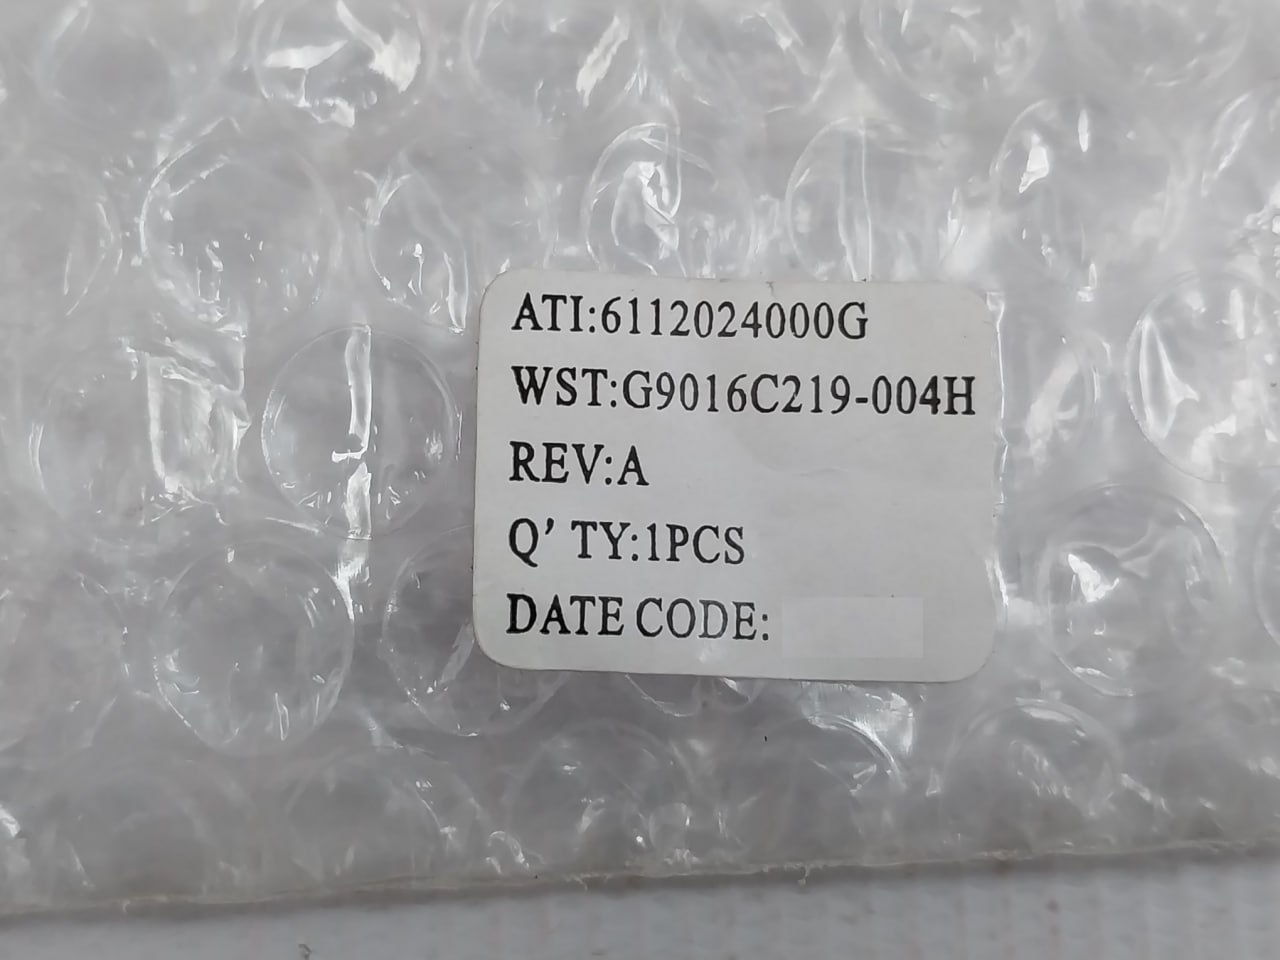 ATI:6112024000G
WST:G9016C219-004H
REV:A
Q' TY:1PCS
DATE CODE: